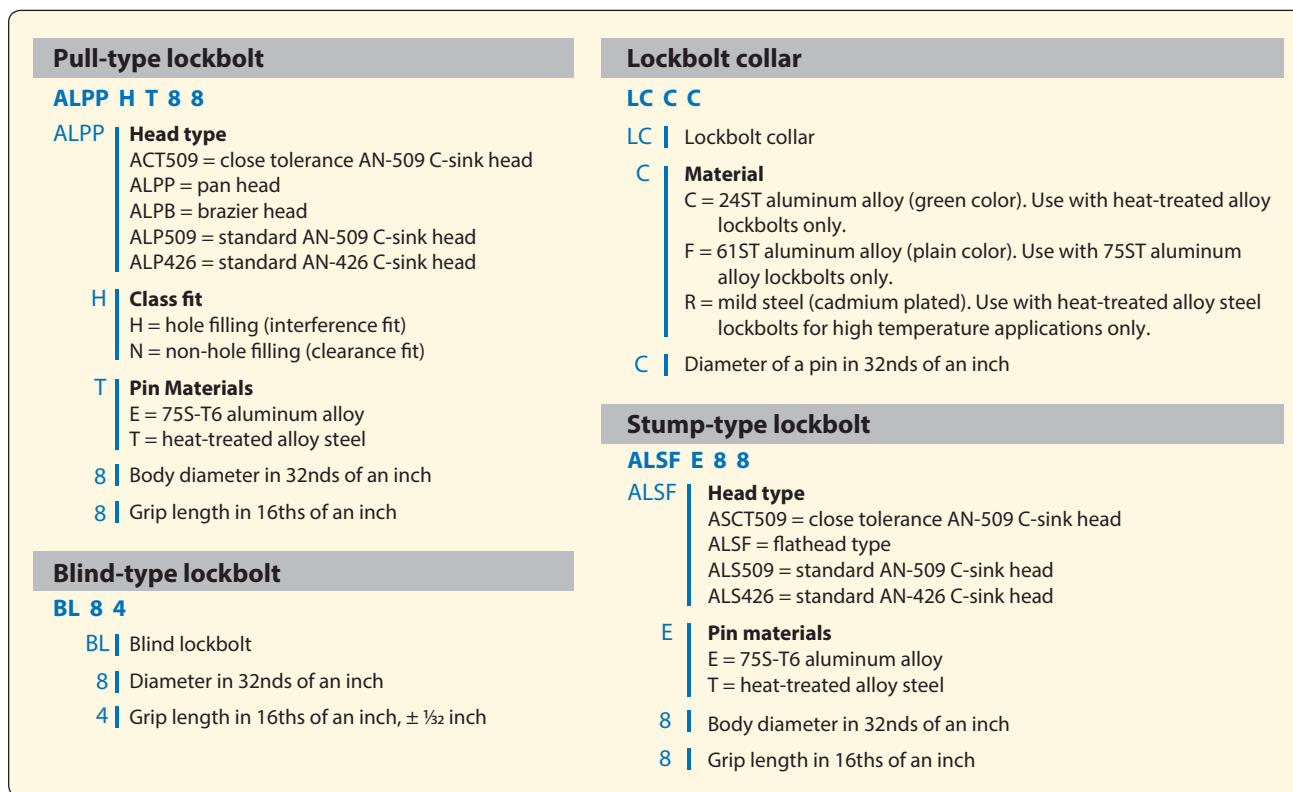 Pull-type lockbolt
ALPP H T 8 8
ALPP Head type
ACT509 = close tolerance AN-509 C-sink head
ALPP = pan head
ALPB = brazier head
ALP509 = standard AN-509 C-sink head
ALP426 = standard AN-426 C-sink head
H Class fit
H = hole filling (interference fit)
N = non-hole filling (clearance fit)
T Pin Materials
E = 75S-T6 aluminum alloy
T = heat-treated alloy steel
8 Body diameter in 32nds of an inch
8 Grip length in 16ths of an inch
Blind-type lockbolt
BL 8 4
BL Blind lockbolt
8 Diameter in 32nds of an inch
4 Grip length in 16ths of an inch, ± 1⁄32 inch
Lockbolt collar
LC C C
LC Lockbolt collar
C Material
C = 24ST aluminum alloy (green color). Use with heat-treated alloy
lockbolts only.
F = 61ST aluminum alloy (plain color). Use with 75ST aluminum
alloy lockbolts only.
R = mild steel (cadmium plated). Use with heat-treated alloy steel
lockbolts for high temperature applications only.
C Diameter of a pin in 32nds of an inch
Stump-type lockbolt
ALSF E 8 8
ALSF Head type
ASCT509 = close tolerance AN-509 C-sink head
ALSF = flathead type
ALS509 = standard AN-509 C-sink head
ALS426 = standard AN-426 C-sink head
E Pin materials
E = 75S-T6 aluminum alloy
T = heat-treated alloy steel
8 Body diameter in 32nds of an inch
8 Grip length in 16ths of an inch